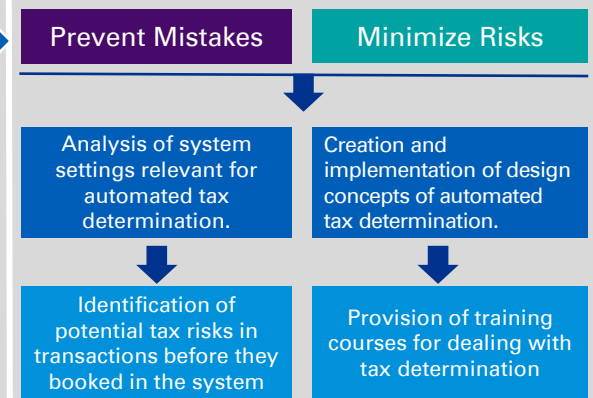 Prevent Mistakes
Minimize Risks
Analysis of system
settings relevant for
automated tax
determination.
Creation and
implementation of design
concepts of automated
tax determination.
Identification of
potential tax risks in
transactions before they
booked in the system
Provision of training
courses for dealing with
tax determination